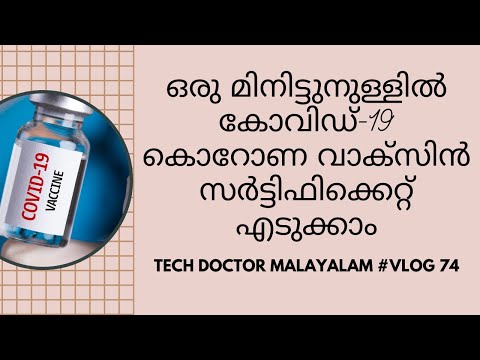 ഒരു മിനിട്ടുനുള്ളിൽ
കോവിഡ്-19
കൊറോണ വാക്സിൻ
സർട്ടിഫിക്കെറ്റ്
എടുക്കാം
TECH DOCTOR MALAYALAM #VLOG 74
COVID-19
VACCINE